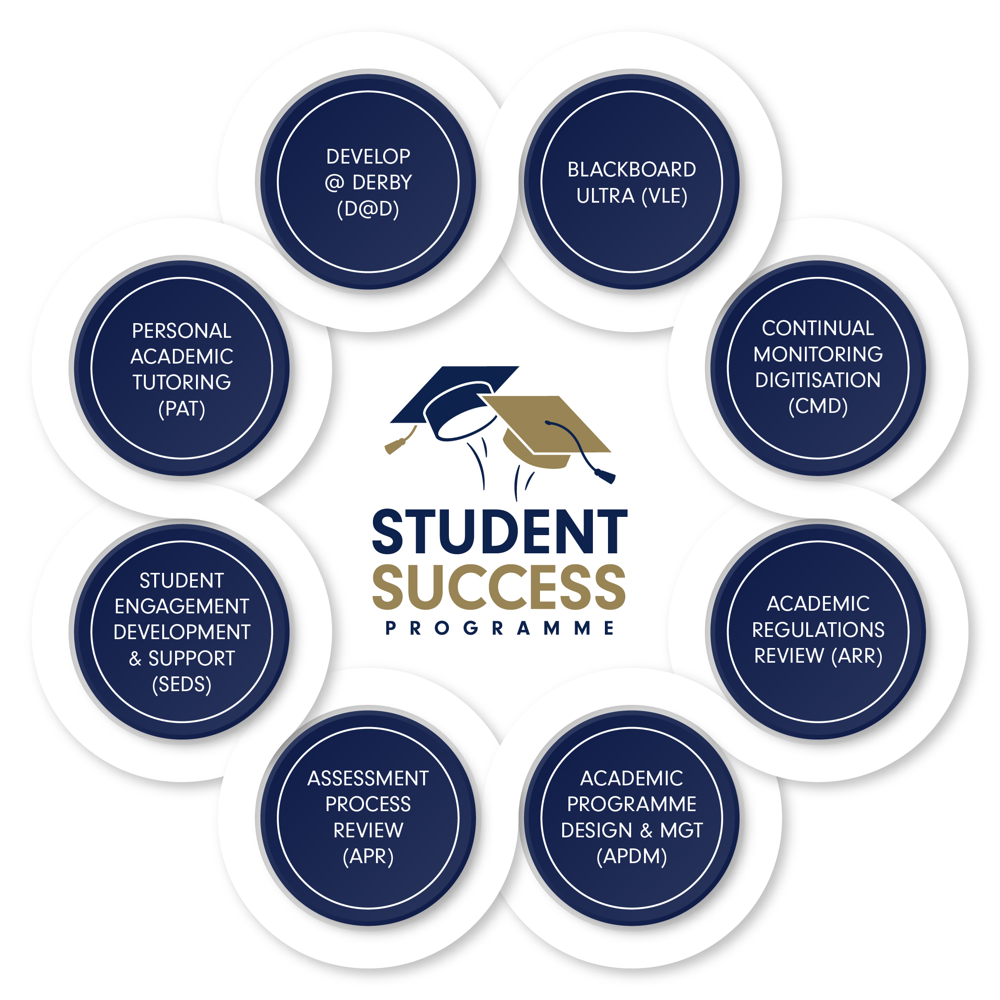 DEVELOP
@ DERBY
(D@D)
BLACKBOARD
ULTRA (VLE)
CONTINUAL
MONITORING
DIGITISATION
(CMD)
ACADEMIC
REGULATIONS
REVIEW (ARR)
ACADEMIC
PROGRAMME
DESIGN & MGT
(APDM)
ASSESSMENT
PROCESS
REVIEW
(APR)
STUDENT
ENGAGEMENT
DEVELOPMENT
& SUPPORT
(SEDS)
PERSONAL
ACADEMIC
TUTORING
(PAT)
STUDENT
SUCCESS
PROGRAMME